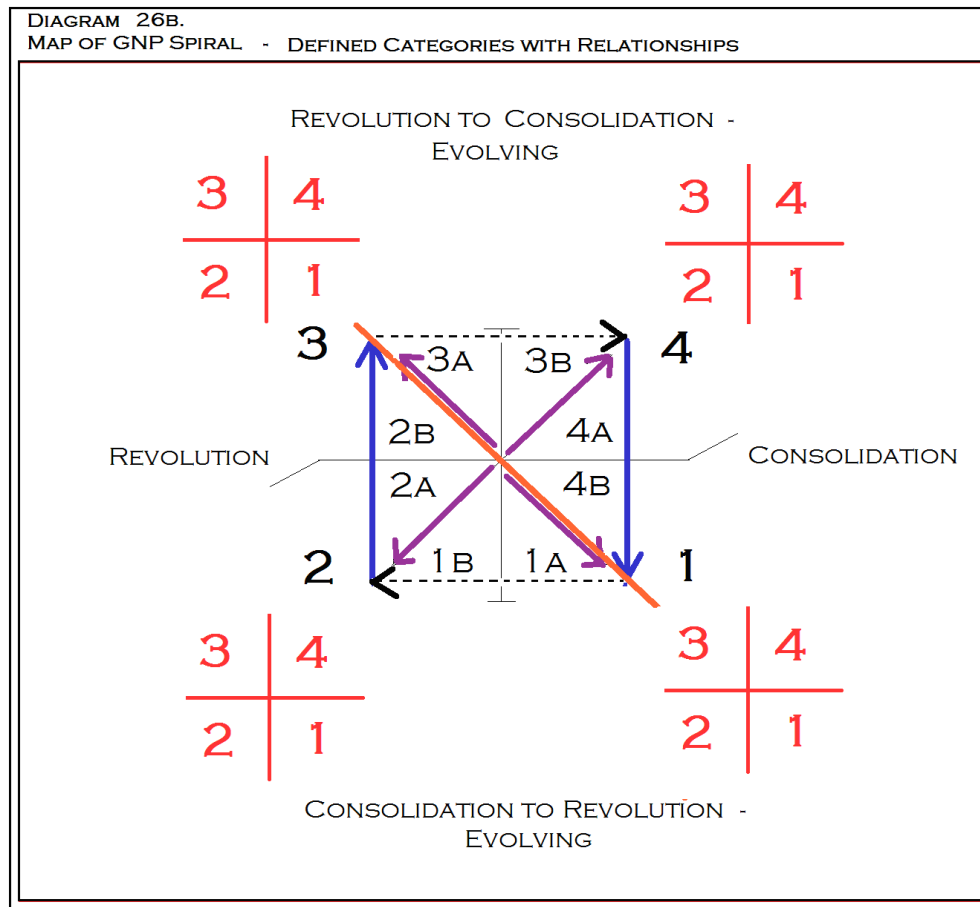 Diagram 26B.
Map of GNP Spiral - Defined Categories with Relationships
Revolution to Consolidation -
Evolving
3 4
2 1
3 4
2 1
3
4
3A 3B
2B 4A
Revolution
Consolidation
2A 4B
2
1
1B 1A
3 4
2 1
3 4
2 1
Consolidation to Revolution -
Evolving